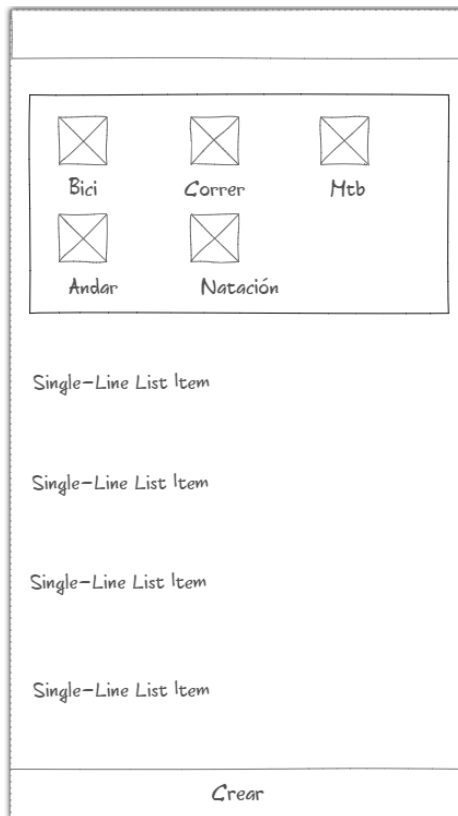 Bici Correr Mtb
Andar Natación
Single-Line List Item
Single-Line List Item
Single-Line List Item
Single-Line List Item
Crear